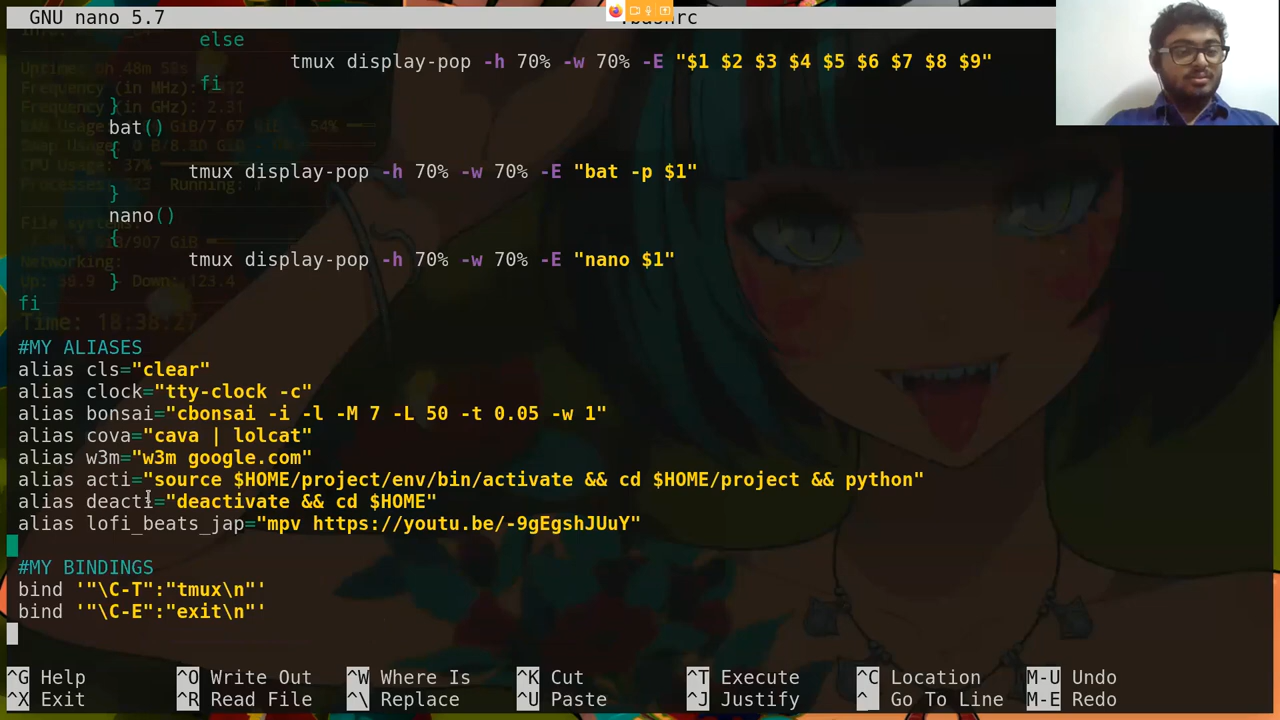 GNU nano 5.7 .bashrc
else
tmux display-pop -h 70% -w 70% -E "$1 $2 $3 $4 $5 $6 $7 $8 $9"
fi
}
bat()
{
tmux display-pop -h 70% -w 70% -E "bat -p $1"
}
nano()
{
tmux display-pop -h 70% -w 70% -E "nano $1"
}
fi
Time: 18:38:27
#MY ALIASES
alias cls="clear"
alias clock="tty-clock -c"
alias bonsai="cbonsai -i -l -M 7 -L 50 -t 0.05 -w 1"
alias cova="cava | lolcat"
alias w3m="w3m google.com"
alias acti="source $HOME/project/env/bin/activate && cd $HOME/project && python"
alias deacti="deactivate && cd $HOME"
alias lofi_beats_jap="mpv https://youtu.be/-9gEgshJUuY"
#MY BINDINGS
bind '"\C-T":"tmux\n"'
bind '"\C-E":"exit\n"'
^G Help ^O Write Out ^W Where Is ^K Cut ^T Execute ^C Location M-U Undo
^X Exit ^R Read File ^\ Replace ^U Paste ^J Justify ^_ Go To Line M-E Redo